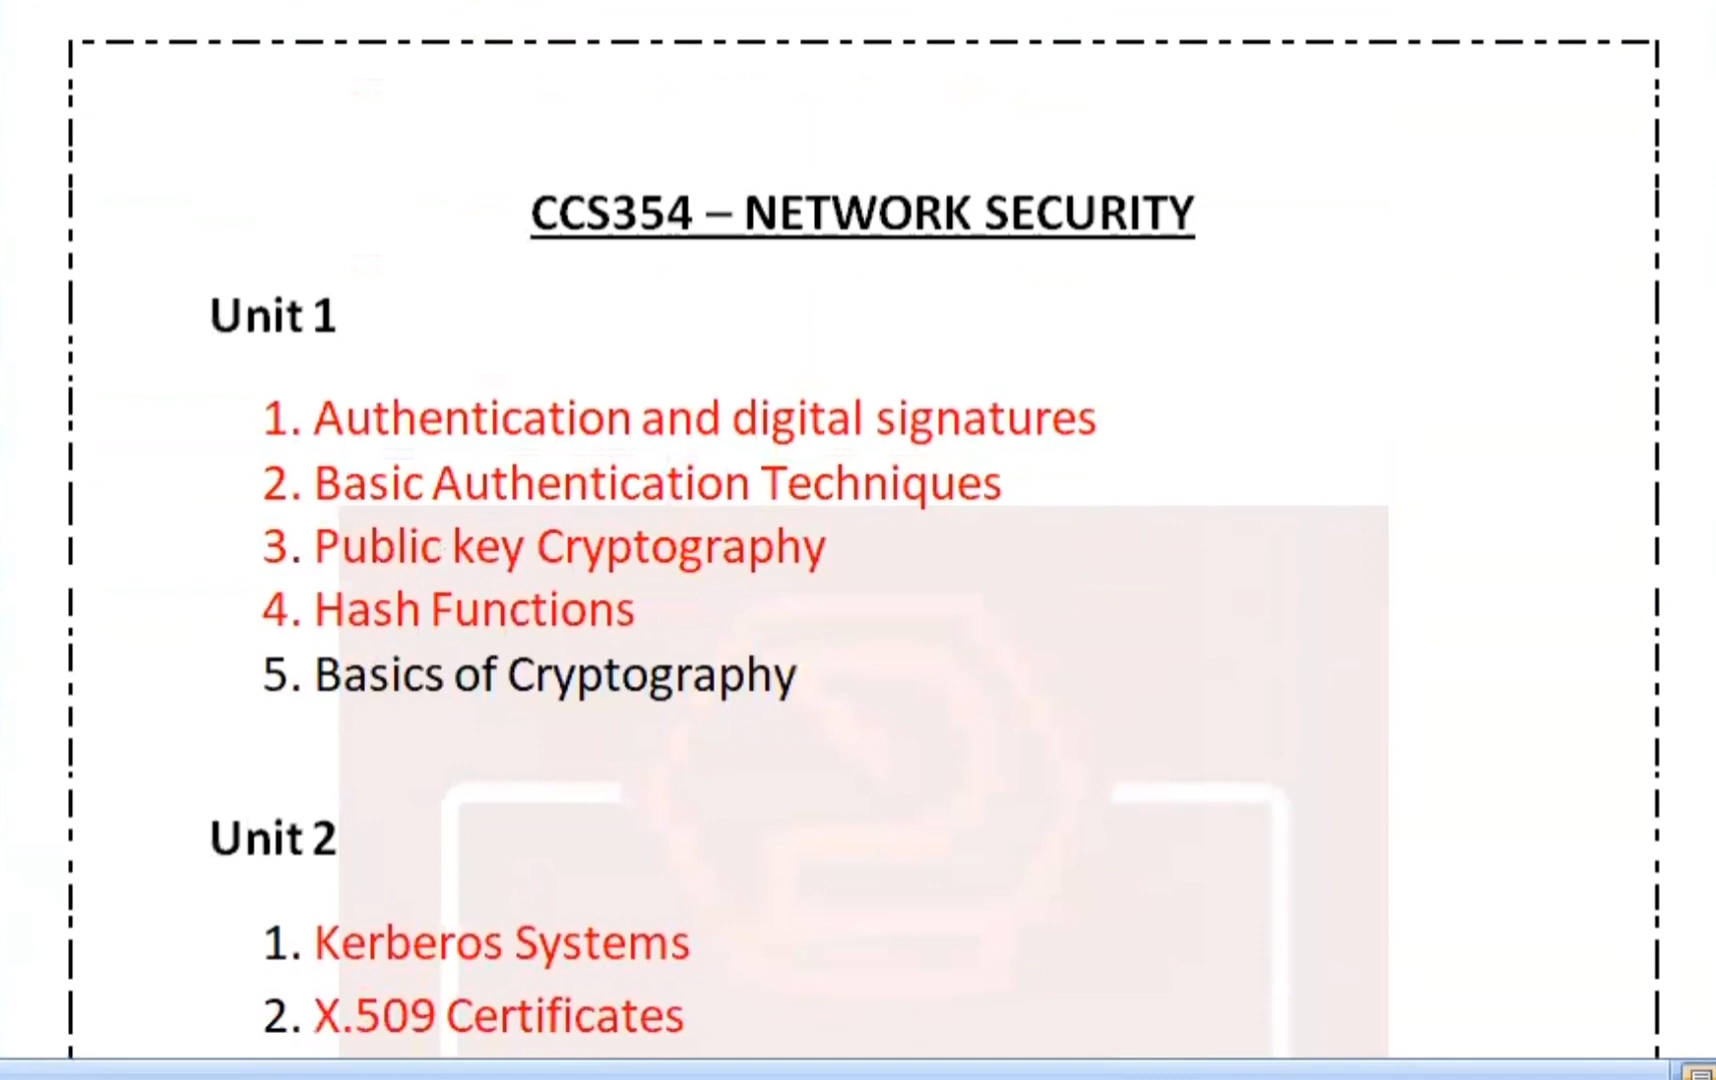 CCS354 – NETWORK SECURITY
Unit 1
1. Authentication and digital signatures
2. Basic Authentication Techniques
3. Public key Cryptography
4. Hash Functions
5. Basics of Cryptography
Unit 2
1. Kerberos Systems
2. X.509 Certificates